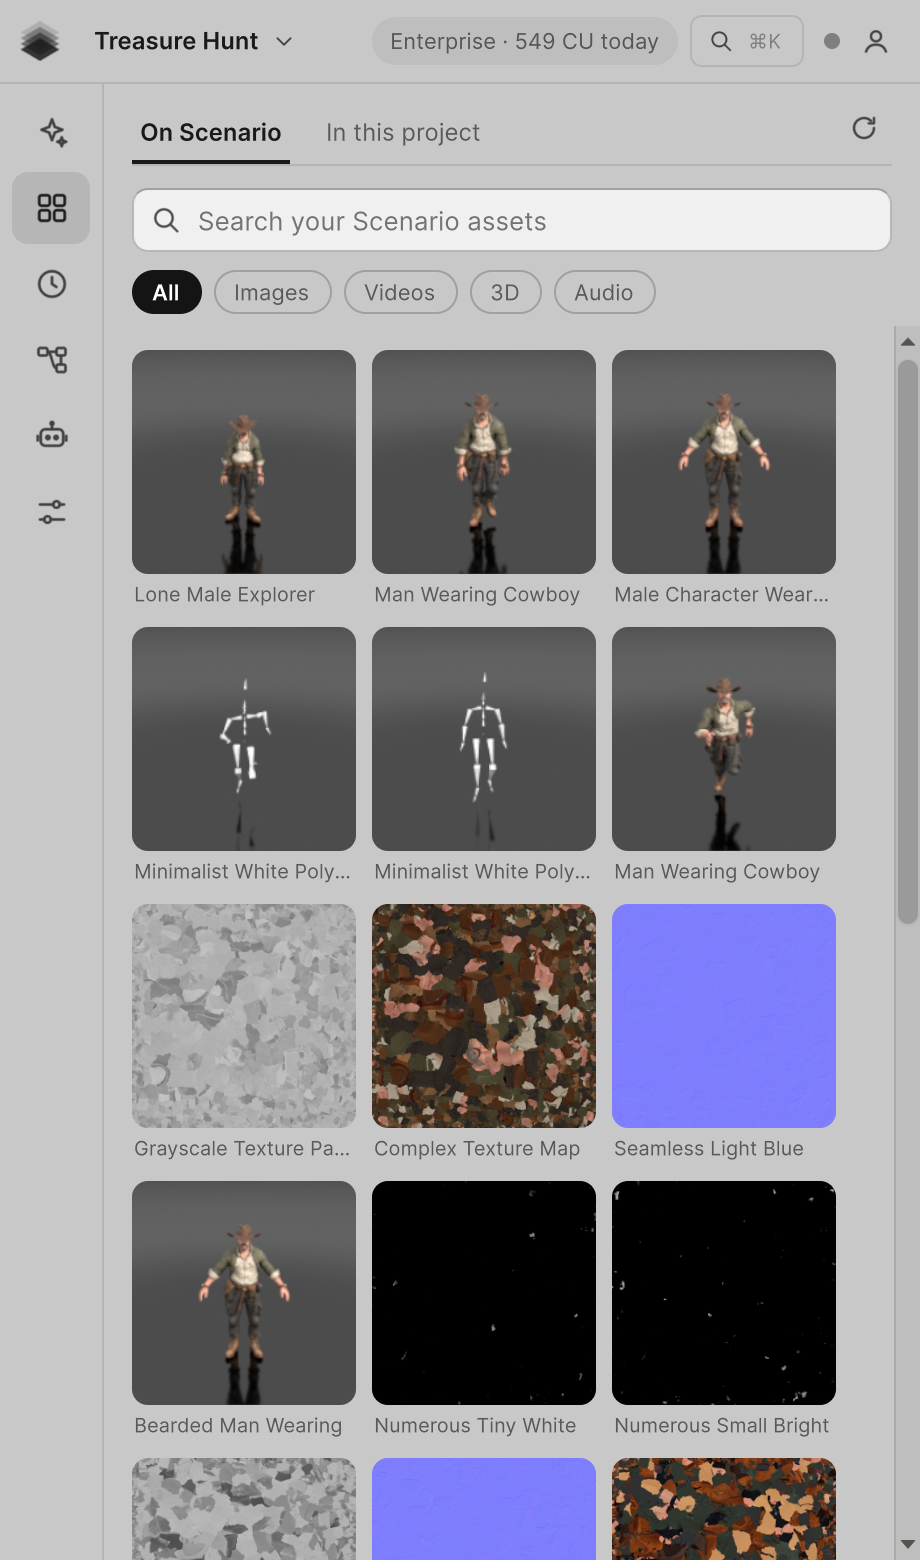 Treasure Hunt
Enterprise · 549 CU today
⌘K
On Scenario
In this project
Search your Scenario assets
All
Images
Videos
3D
Audio
Lone Male Explorer
Man Wearing Cowboy
Male Character Wear...
Minimalist White Poly...
Minimalist White Poly...
Man Wearing Cowboy
Grayscale Texture Pa...
Complex Texture Map
Seamless Light Blue
Bearded Man Wearing
Numerous Tiny White
Numerous Small Bright